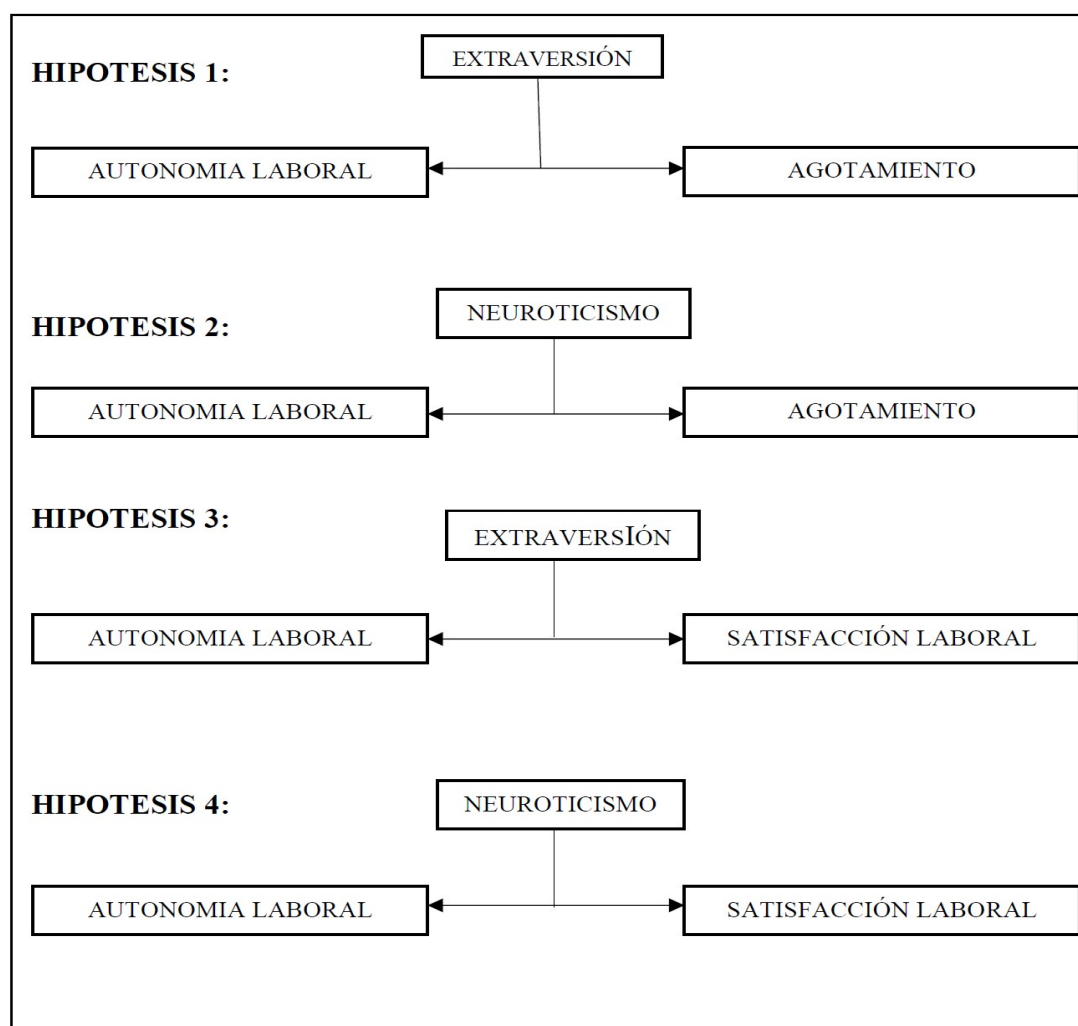 HIPOTESIS 1:
EXTRAVERSIÓN
AUTONOMIA LABORAL
AGOTAMIENTO
HIPOTESIS 2:
NEUROTICISMO
AUTONOMIA LABORAL
AGOTAMIENTO
HIPOTESIS 3:
EXTRAVERSIÓN
AUTONOMIA LABORAL
SATISFACCIÓN LABORAL
HIPOTESIS 4:
NEUROTICISMO
AUTONOMIA LABORAL
SATISFACCIÓN LABORAL